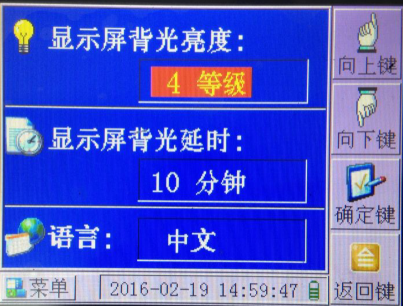 显示屏背光亮度:
4 等级
向上键
显示屏背光延时:
10 分钟
向下键
语言: 中文
确定键
菜单 2016-02-19 14:59:47 返回键